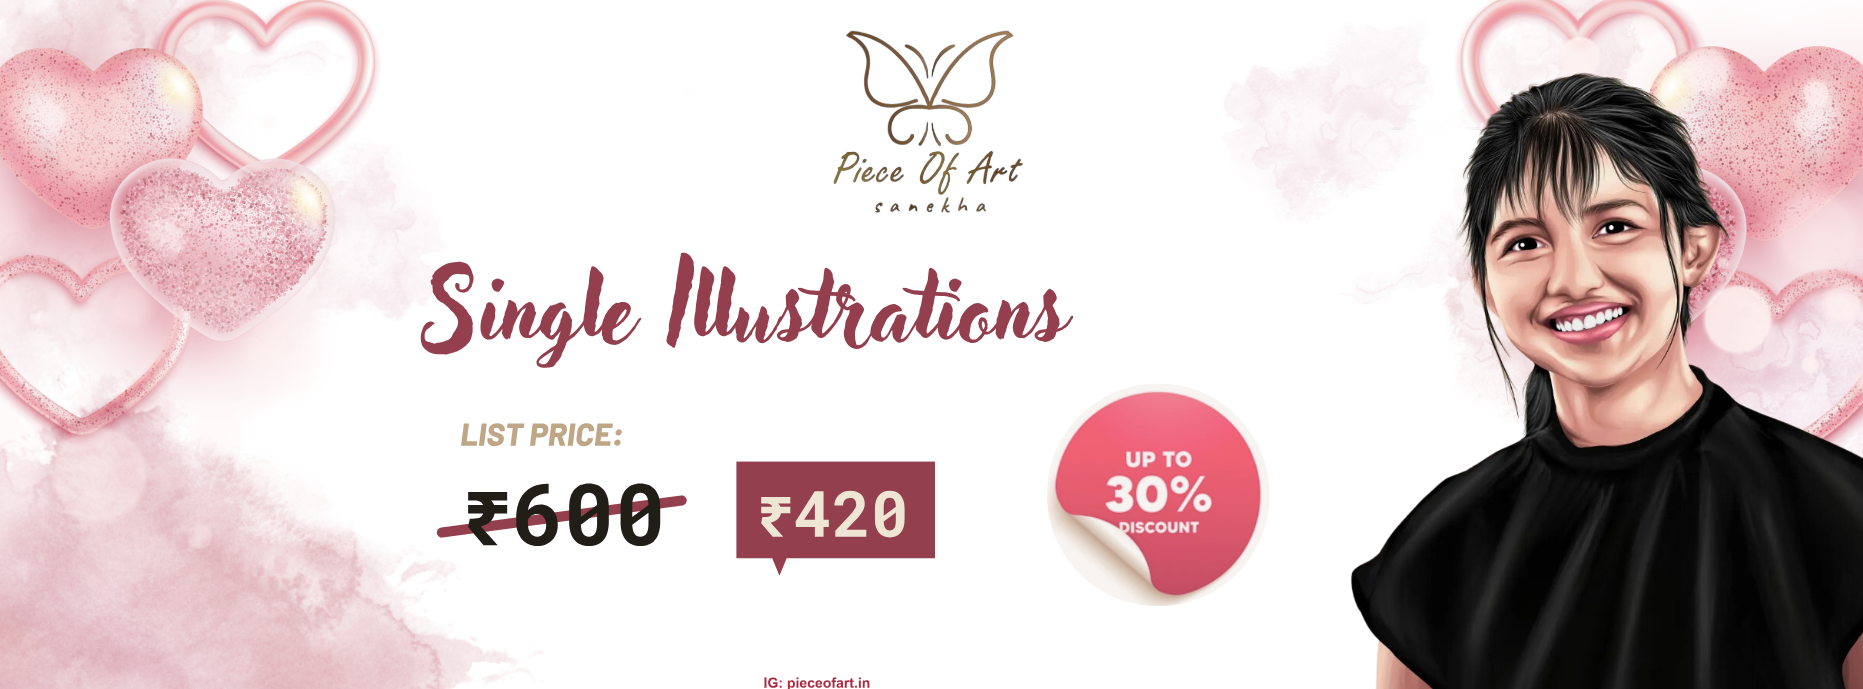 Piece Of Art
sanekha
Single Illustrations
LIST PRICE:
₹600
₹420
UP TO
30%
DISCOUNT
IG: pieceofart.in